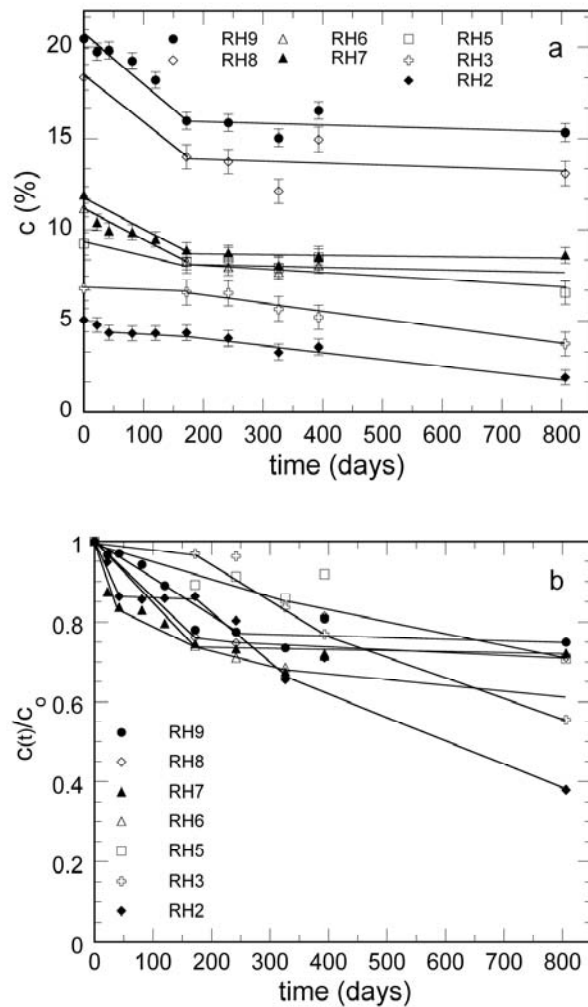 a
RH9 RH6 RH5
RH8 RH7 RH3
RH2
20
15
10
5
0
c (%)
0 100 200 300 400 500 600 700 800
time (days)
b
1
0.8
0.6
0.4
0.2
0
c(t)/co
RH9
RH8
RH7
RH6
RH5
RH3
RH2
0 100 200 300 400 500 600 700 800
time (days)